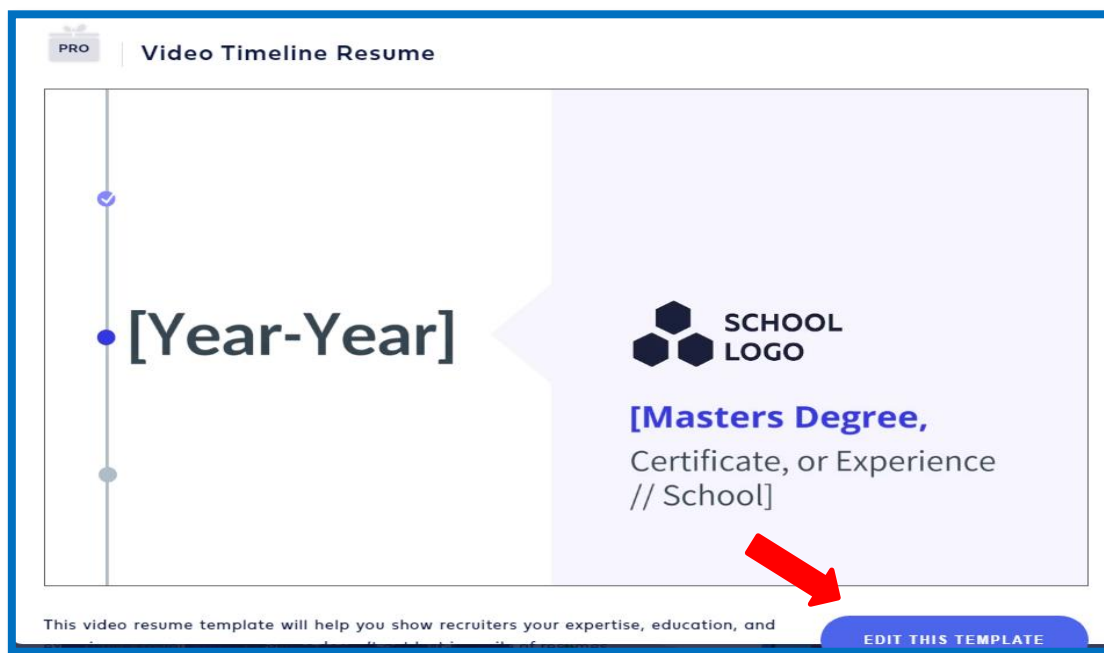 PRO
Video Timeline Resume
[Year-Year]
SCHOOL
LOGO
[Masters Degree,
Certificate, or Experience
// School]
This video resume template will help you show recruiters your expertise, education, and
EDIT THIS TEMPLATE